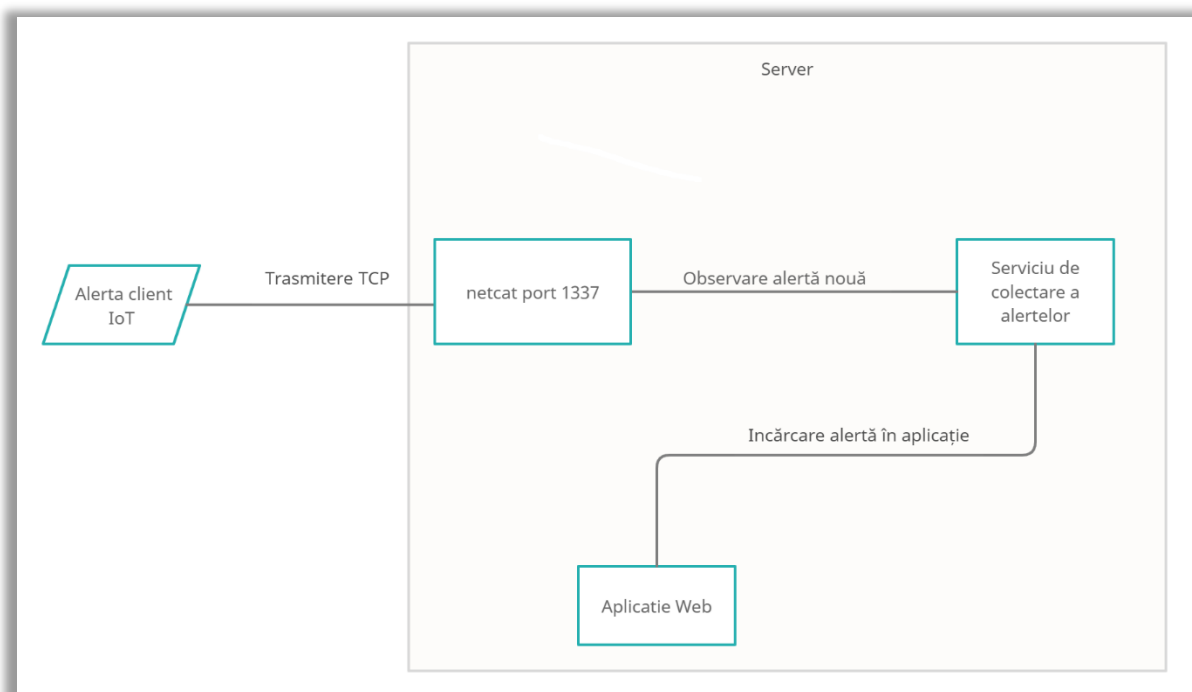 Server
Trasmitere TCP
Alerta client
IoT
netcat port 1337
Observare alertă nouă
Serviciu de
colectare a
alertelor
Incărcare alertă în aplicație
Aplicatie Web